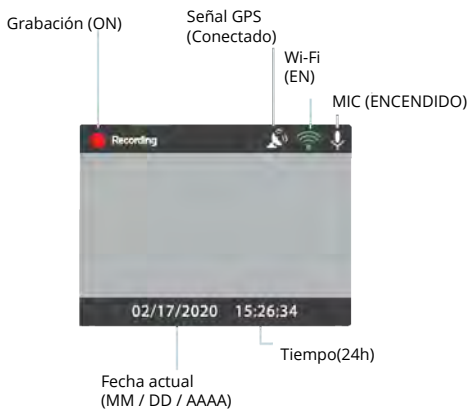 Grabación (ON)
Señal GPS
(Conectado)
Wi-Fi
(EN)
MIC (ENCENDIDO)
Recording
02/17/2020 15:26:34
Tiempo(24h)
Fecha actual
(MM / DD / AAAA)